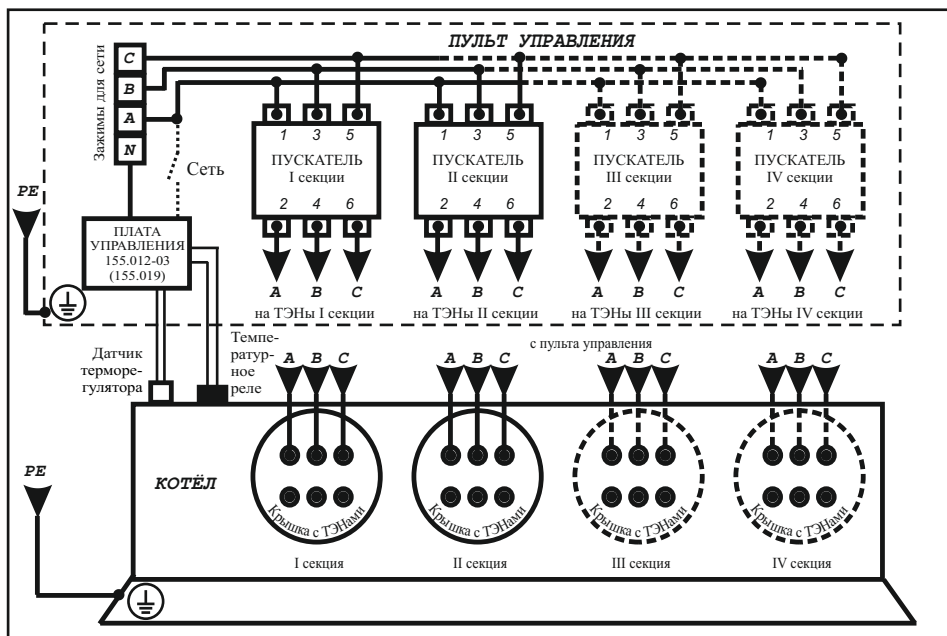 ПУЛЬТ УПРАВЛЕНИЯ
Зажимы для сети
C
B
A
N
Сеть
1 3 5
ПУСКАТЕЛЬ
I секции
2 4 6
1 3 5
ПУСКАТЕЛЬ
II секции
2 4 6
1 3 5
ПУСКАТЕЛЬ
III секции
2 4 6
1 3 5
ПУСКАТЕЛЬ
IV секции
2 4 6
PE
ПЛАТА
УПРАВЛЕНИЯ
155.012-03
(155.019)
A B C
на ТЭНы I секции
A B C
на ТЭНы II секции
A B C
на ТЭНы III секции
A B C
на ТЭНы IV секции
Датчик
терморе-
гулятора
Темпе-
ратур-
ное
реле
с пульта управления
A B C
A B C
A B C
A B C
PE
КОТЁЛ
Крышка с ТЭНами
Крышка с ТЭНами
Крышка с ТЭНами
Крышка с ТЭНами
I секция
II секция
III секция
IV секция